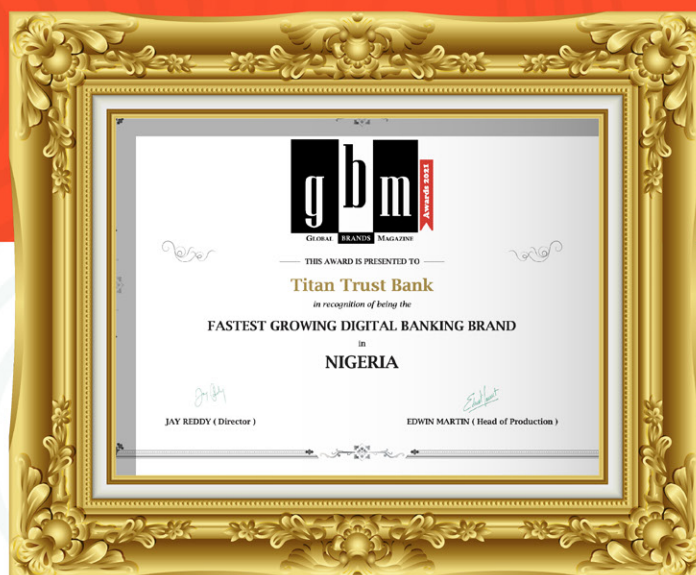 gbm
Awards 2021
GLOBAL BRANDS MAGAZINE
THIS AWARD IS PRESENTED TO
Titan Trust Bank
in recognition of being the
FASTEST GROWING DIGITAL BANKING BRAND
in
NIGERIA
JAY REDDY ( Director )
EDWIN MARTIN ( Head of Production )